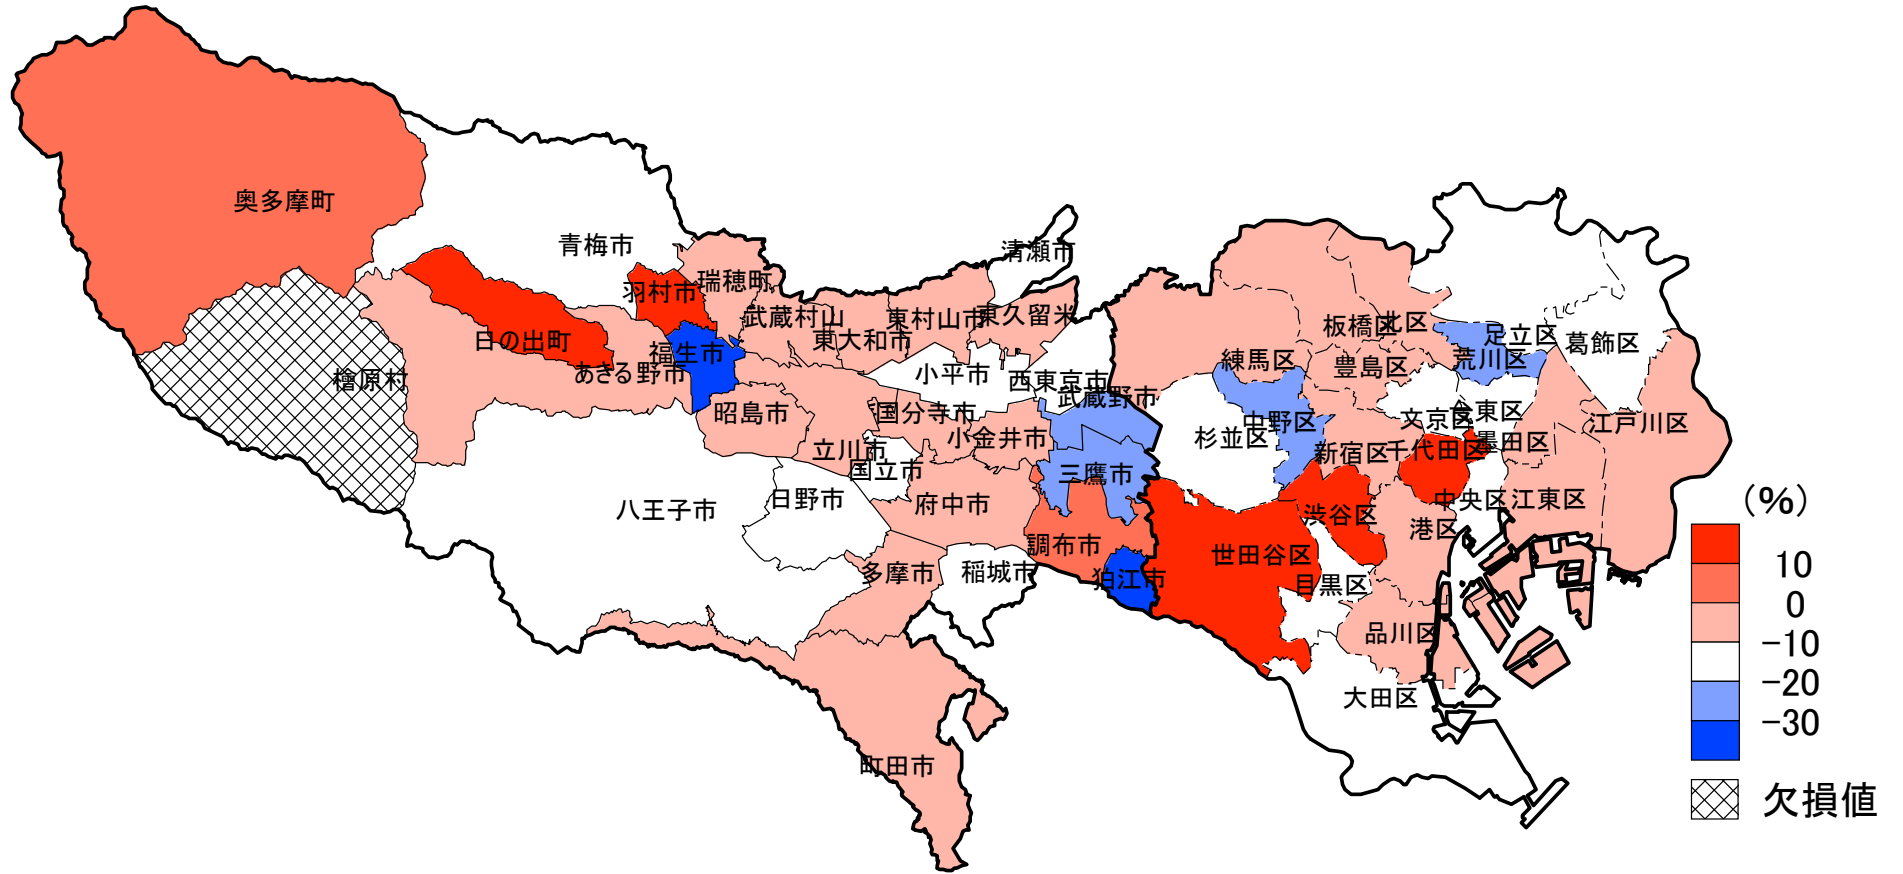 奥多摩町
青梅市
清瀬市
瑞穂町
羽村市
武蔵村山
東村山市
東久留米
東大和市
日の出町
福生市
あきる野市
檜原村
小平市
西東京市
武蔵野市
昭島市
国分寺市
小金井市
立川市
国立市
三鷹市
八王子市
日野市
府中市
調布市
多摩市
稲城市
狛江市
町田市
板橋区
北区
足立区
葛飾区
練馬区
豊島区
荒川区
杉並区
中野区
文京区
台東区
江戸川区
新宿区
千代田区
墨田区
渋谷区
中央区
江東区
港区
世田谷区
目黒区
品川区
大田区
(%)
10
0
-10
-20
-30
欠損値